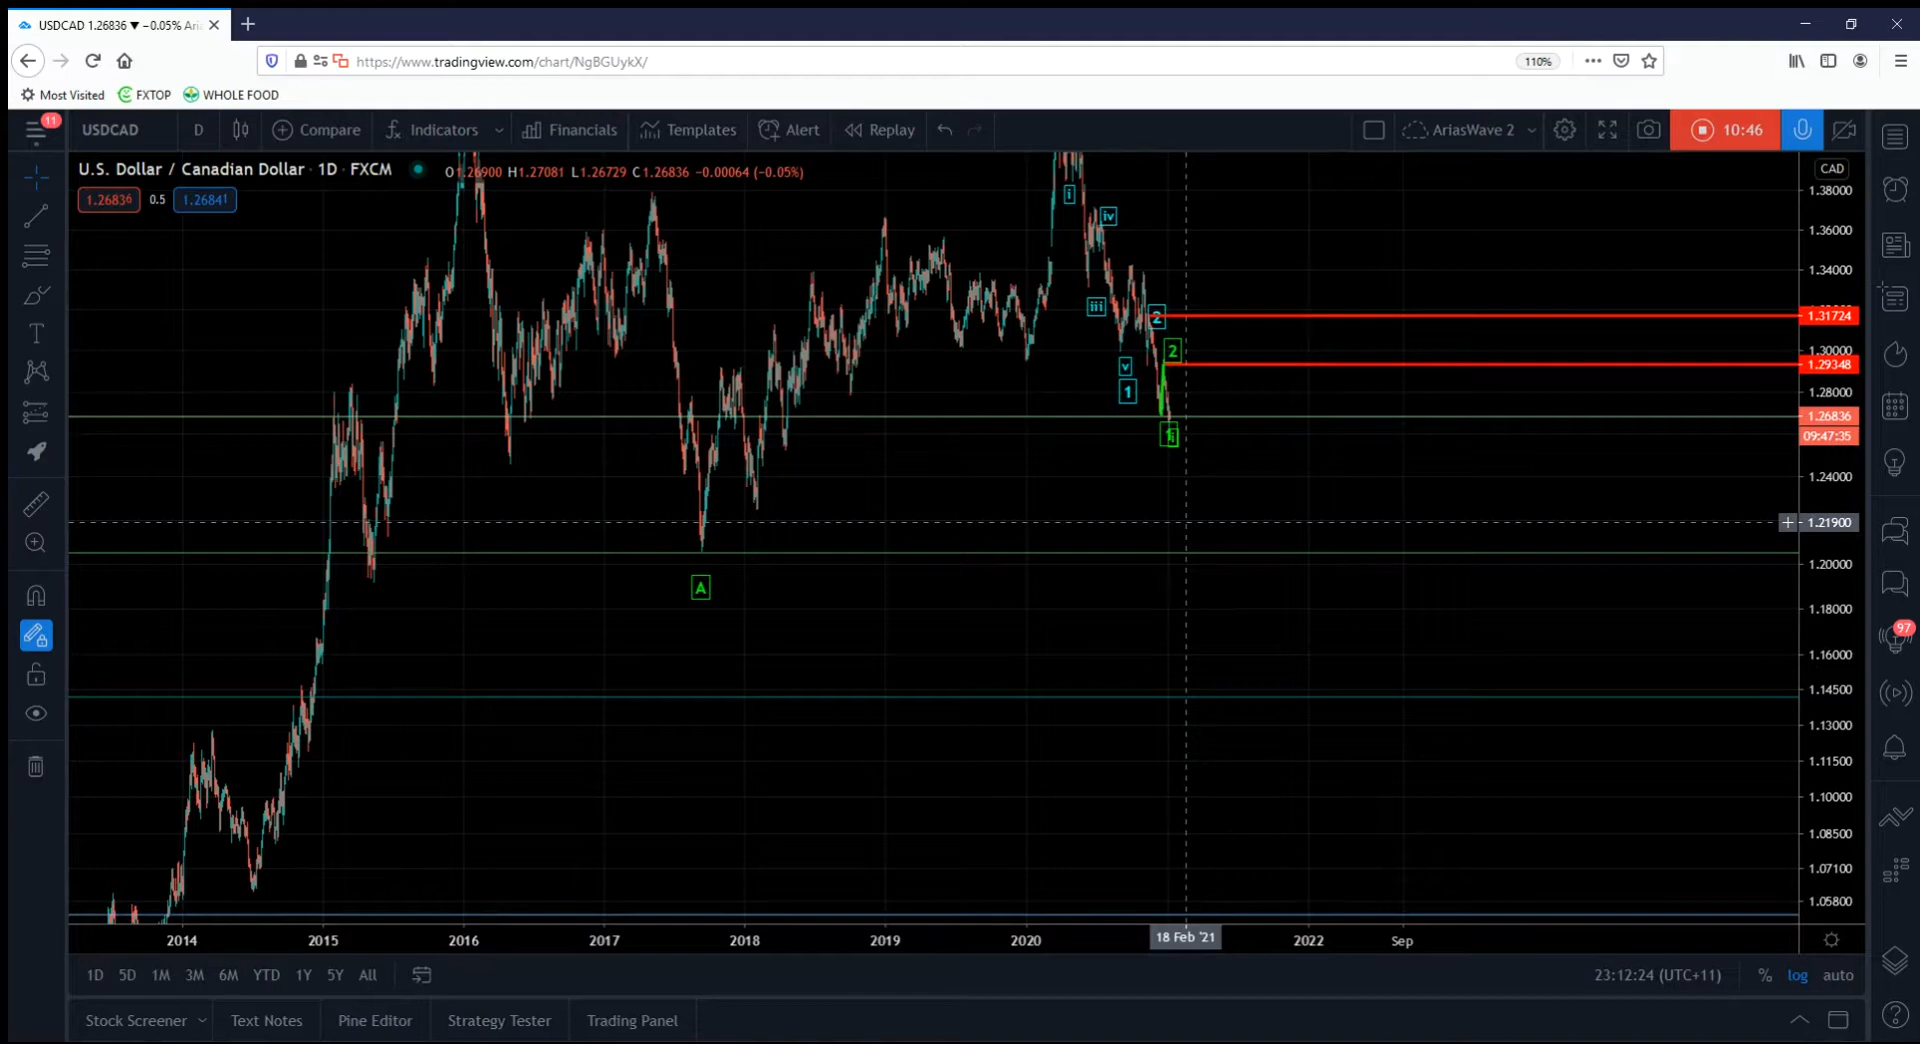 USDCAD 1.26836 ▼ −0.05% Aria
https://www.tradingview.com/chart/NgBGUykX/
110%
Most Visited FXTOP WHOLE FOOD
11
USDCAD D Compare Indicators Financials Templates Alert Replay
AriasWave 2
10:46
U.S. Dollar / Canadian Dollar · 1D · FXCM
O1.26900 H1.27081 L1.26729 C1.26836 −0.00064 (−0.05%)
1.26836 0.5 1.26841
CAD
1.38000
i
iv
1.36000
1.34000
iii
2
1.31724
2
1.30000
v
1.29348
1
1.28000
1.26836
09:47:35
1.24000
1.21900
1.20000
A
1.18000
97
1.16000
1.14500
1.13000
1.11500
1.10000
1.08500
1.07100
1.05800
2014 2015 2016 2017 2018 2019 2020 18 Feb '21 2022 Sep
1D 5D 1M 3M 6M YTD 1Y 5Y All
23:12:24 (UTC+11) % log auto
Stock Screener Text Notes Pine Editor Strategy Tester Trading Panel